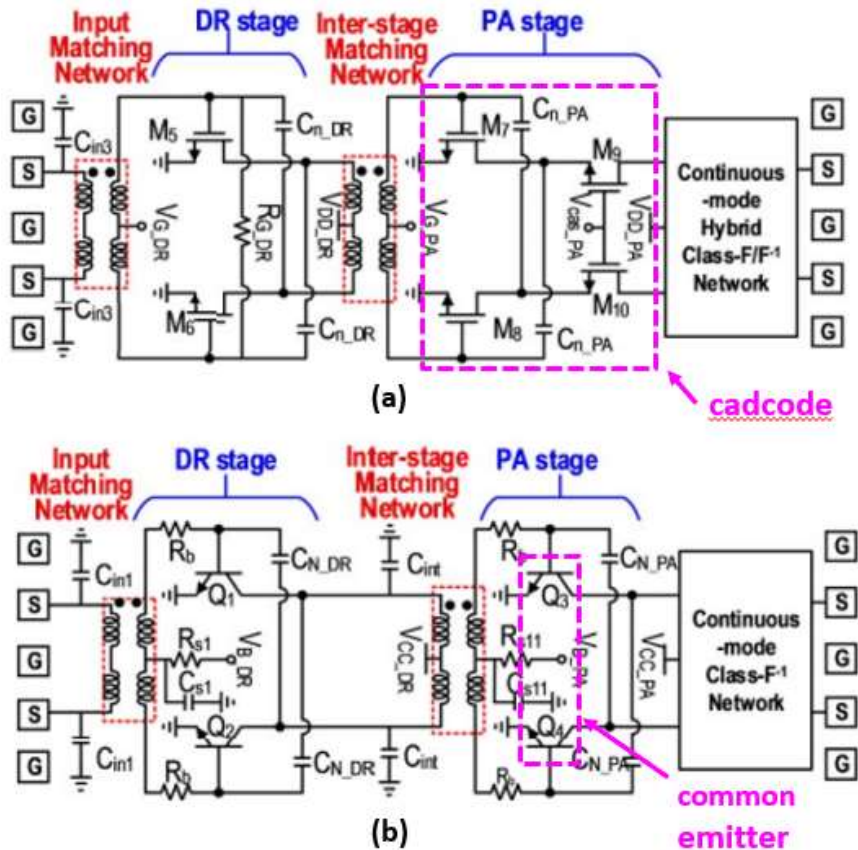 Input
Matching
Network
DR stage
Inter-stage
Matching
Network
PA stage
G
S
G
S
G
Cin3
Cin3
VG_DR
M5
M6
RG_DR
Cn_DR
Cn_DR
VDD_DR
VG_PA
M7
M8
Cn_PA
Cn_PA
M9
M10
Vcas_PA
VDD_PA
Continuous
-mode
Hybrid
Class-F/F-1
Network
G
S
G
S
G
(a)
cadcode
Input
Matching
Network
DR stage
Inter-stage
Matching
Network
PA stage
G
S
G
S
G
Cin1
Cin1
Rb
Rb
Q1
Q2
Rs1
Cs1
VB_DR
CN_DR
CN_DR
Cint
Cint
VCC_DR
Q3
Q4
Rs11
Cs11
VB_PA
CN_PA
CN_PA
VCC_PA
Continuous
-mode
Class-F-1
Network
G
S
G
S
G
(b)
common
emitter